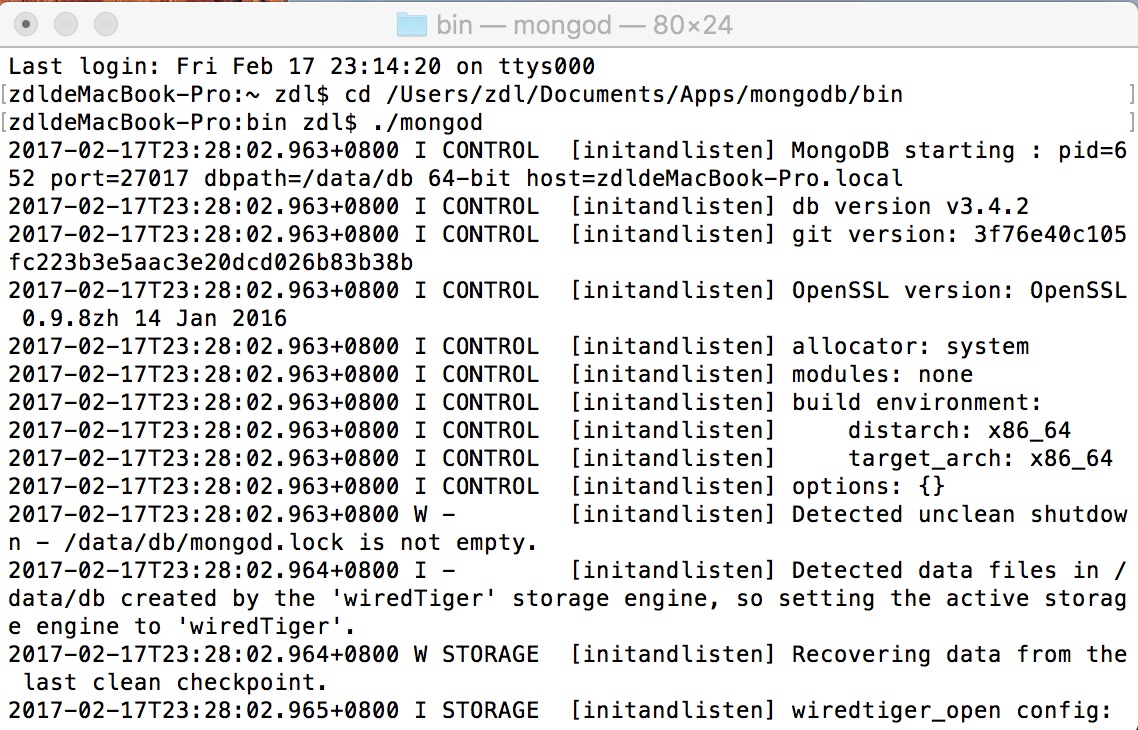 bin — mongod — 80×24
Last login: Fri Feb 17 23:14:20 on ttys000
[zdldeMacBook-Pro:~ zdl$ cd /Users/zdl/Documents/Apps/mongodb/bin ]
[zdldeMacBook-Pro:bin zdl$ ./mongod ]
2017-02-17T23:28:02.963+0800 I CONTROL  [initandlisten] MongoDB starting : pid=6
52 port=27017 dbpath=/data/db 64-bit host=zdldeMacBook-Pro.local
2017-02-17T23:28:02.963+0800 I CONTROL  [initandlisten] db version v3.4.2
2017-02-17T23:28:02.963+0800 I CONTROL  [initandlisten] git version: 3f76e40c105
fc223b3e5aac3e20dcd026b83b38b
2017-02-17T23:28:02.963+0800 I CONTROL  [initandlisten] OpenSSL version: OpenSSL
 0.9.8zh 14 Jan 2016
2017-02-17T23:28:02.963+0800 I CONTROL  [initandlisten] allocator: system
2017-02-17T23:28:02.963+0800 I CONTROL  [initandlisten] modules: none
2017-02-17T23:28:02.963+0800 I CONTROL  [initandlisten] build environment:
2017-02-17T23:28:02.963+0800 I CONTROL  [initandlisten]     distarch: x86_64
2017-02-17T23:28:02.963+0800 I CONTROL  [initandlisten]     target_arch: x86_64
2017-02-17T23:28:02.963+0800 I CONTROL  [initandlisten] options: {}
2017-02-17T23:28:02.963+0800 W -        [initandlisten] Detected unclean shutdow
n - /data/db/mongod.lock is not empty.
2017-02-17T23:28:02.964+0800 I -        [initandlisten] Detected data files in /
data/db created by the 'wiredTiger' storage engine, so setting the active storag
e engine to 'wiredTiger'.
2017-02-17T23:28:02.964+0800 W STORAGE  [initandlisten] Recovering data from the
 last clean checkpoint.
2017-02-17T23:28:02.965+0800 I STORAGE  [initandlisten] wiredtiger_open config: